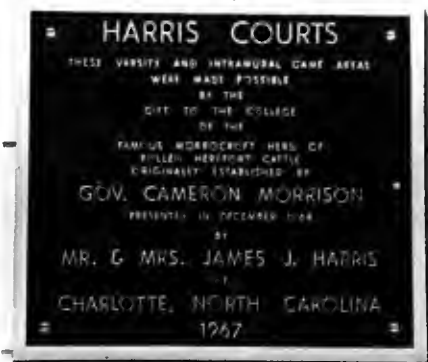 HARRIS COURTS
THESE VARSITY AND INTRAMURAL GAME AREAS
WERE MADE POSSIBLE
BY THE
GIFT TO THE COLLEGE
OF THE
FAMOUS MORROCROFT HERD OF
POLLED HEREFORD CATTLE
ORIGINALLY ESTABLISHED BY
GOV. CAMERON MORRISON
PRESENTED IN DECEMBER
BY
MR. & MRS. JAMES J. HARRIS
OF
CHARLOTTE, NORTH CAROLINA
1967